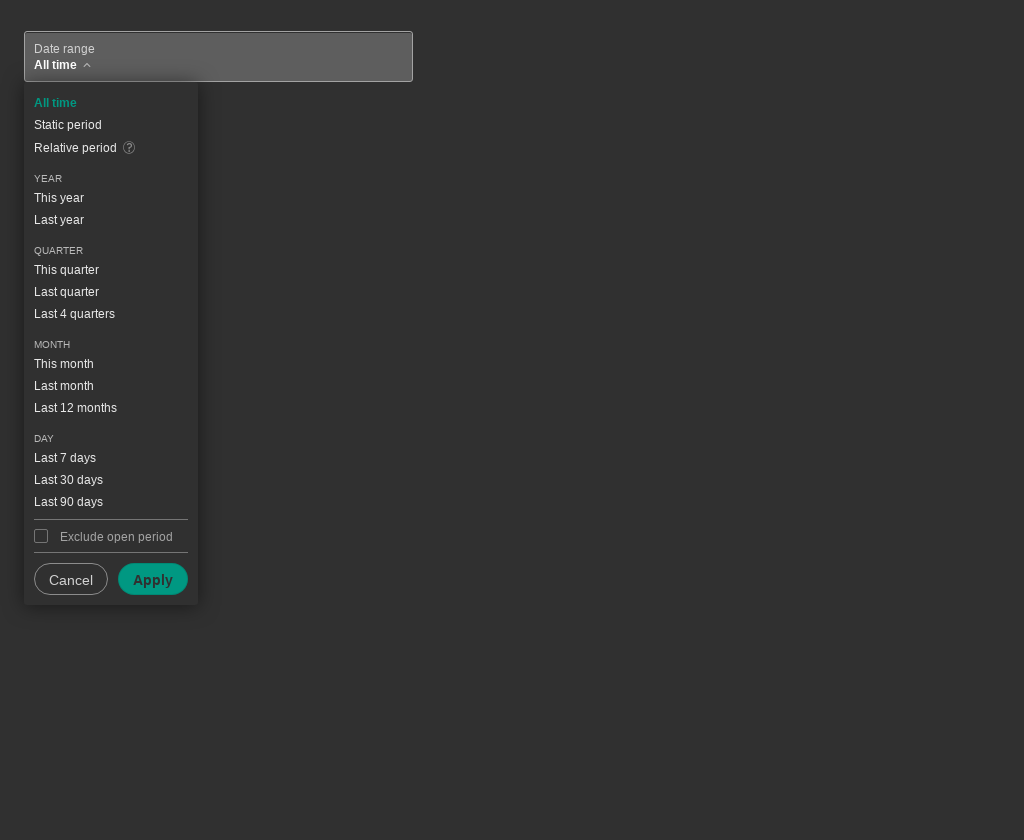 Date range
All time
All time
Static period
Relative period ?
YEAR
This year
Last year
QUARTER
This quarter
Last quarter
Last 4 quarters
MONTH
This month
Last month
Last 12 months
DAY
Last 7 days
Last 30 days
Last 90 days
Exclude open period
Cancel Apply